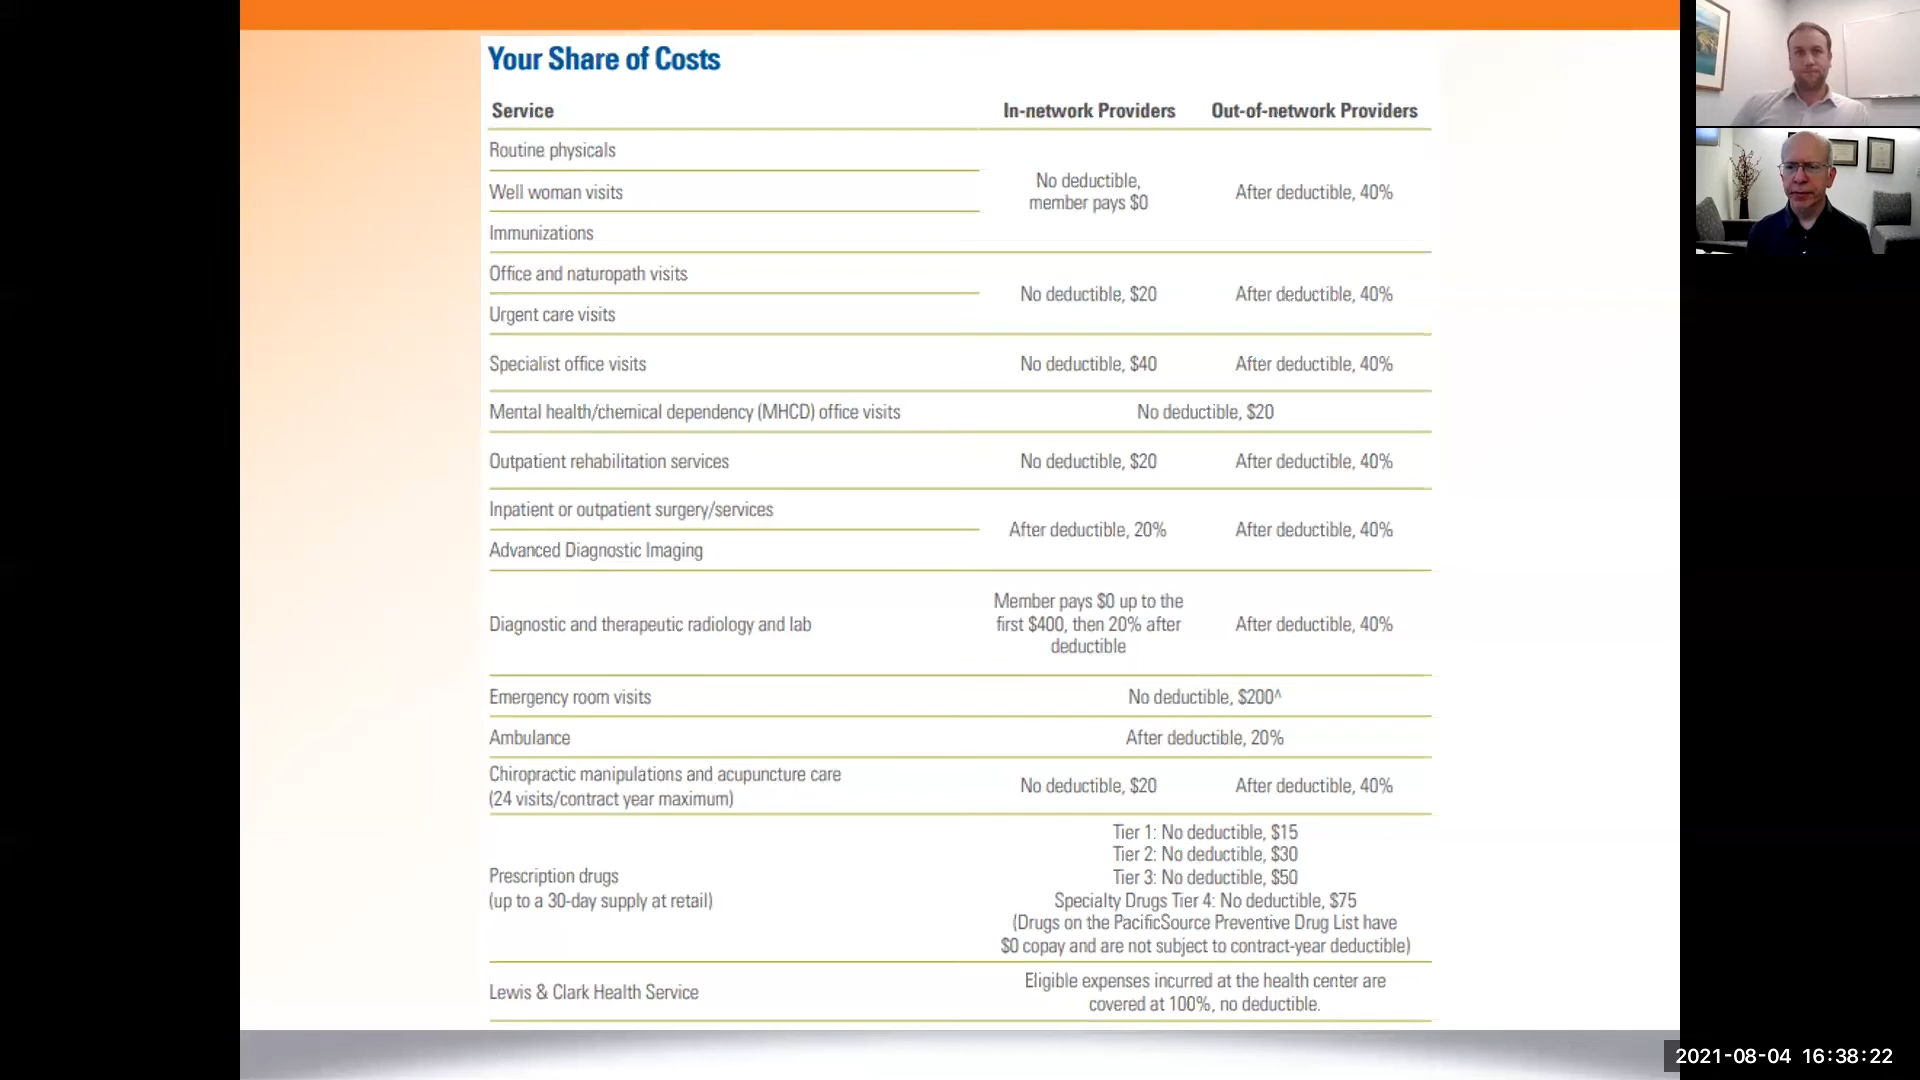 Your Share of Costs
Service In-network Providers Out-of-network Providers
Routine physicals
Well woman visits
Immunizations
No deductible,
member pays $0
After deductible, 40%
Office and naturopath visits
Urgent care visits
No deductible, $20
After deductible, 40%
Specialist office visits No deductible, $40 After deductible, 40%
Mental health/chemical dependency (MHCD) office visits No deductible, $20
Outpatient rehabilitation services No deductible, $20 After deductible, 40%
Inpatient or outpatient surgery/services
Advanced Diagnostic Imaging
After deductible, 20%
After deductible, 40%
Diagnostic and therapeutic radiology and lab
Member pays $0 up to the
first $400, then 20% after
deductible
After deductible, 40%
Emergency room visits No deductible, $200^
Ambulance After deductible, 20%
Chiropractic manipulations and acupuncture care
(24 visits/contract year maximum)
No deductible, $20
After deductible, 40%
Prescription drugs
(up to a 30-day supply at retail)
Tier 1: No deductible, $15
Tier 2: No deductible, $30
Tier 3: No deductible, $50
Specialty Drugs Tier 4: No deductible, $75
(Drugs on the PacificSource Preventive Drug List have
$0 copay and are not subject to contract-year deductible)
Lewis & Clark Health Service
Eligible expenses incurred at the health center are
covered at 100%, no deductible.
2021-08-04 16:38:22